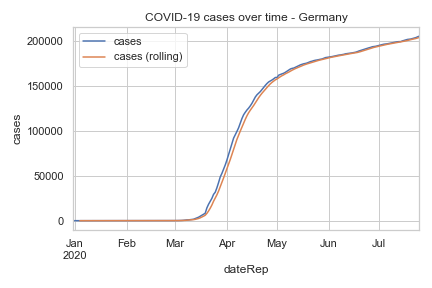 COVID-19 cases over time - Germany
cases
cases (rolling)
200000
150000
100000
50000
0
cases
Jan Feb Mar Apr May Jun Jul
2020
dateRep